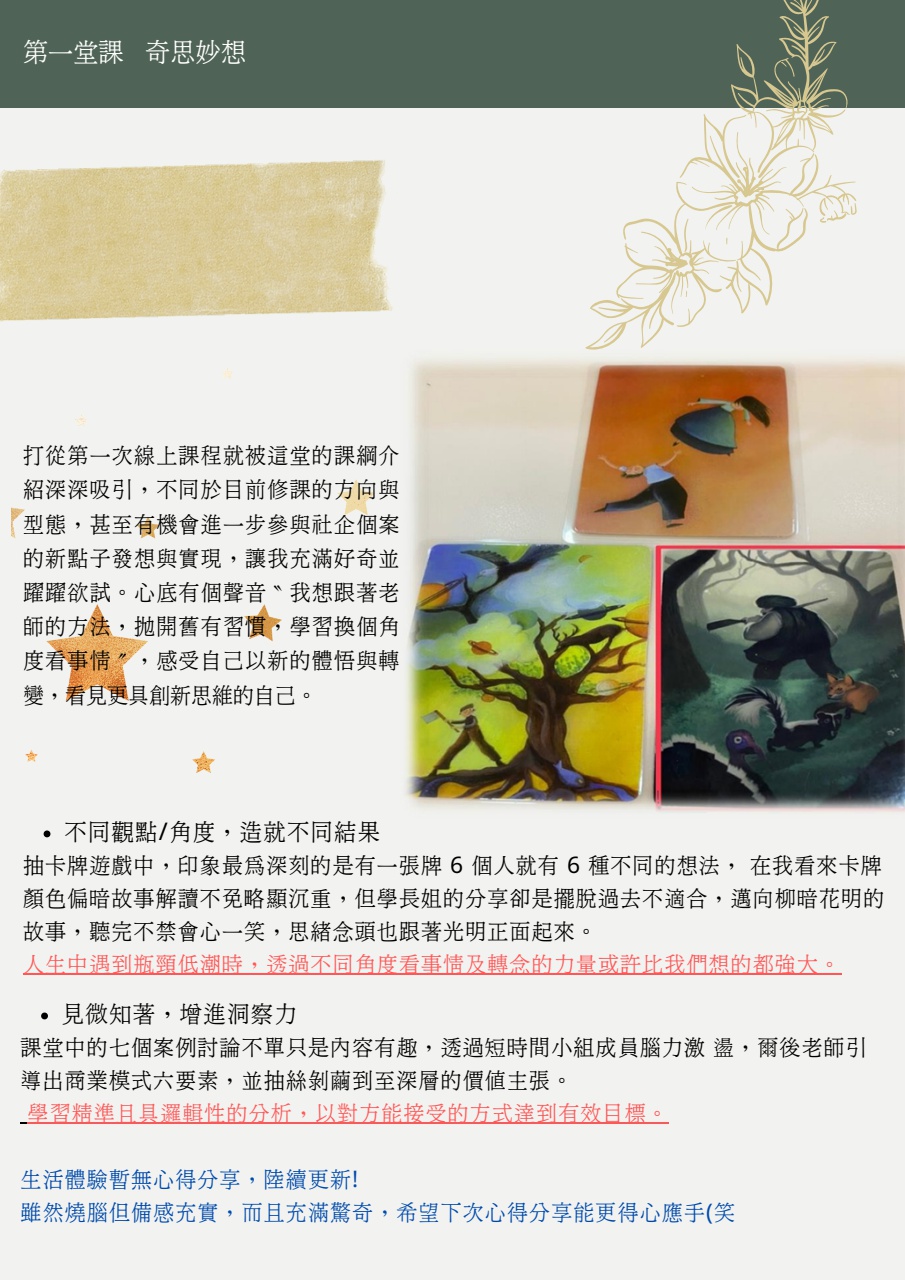 第一堂課 奇思妙想
打從第一次線上課程就被這堂的課綱介
紹深深吸引，不同於目前修課的方向與
型態，甚至有機會進一步參與社企個案
的新點子發想與實現，讓我充滿好奇並
躍躍欲試。心底有個聲音〝我想跟著老
師的方法，拋開舊有習慣，學習換個角
度看事情〞，感受自己以新的體悟與轉
變，看見更具創新思維的自己。
• 不同觀點/角度，造就不同結果
抽卡牌遊戲中，印象最為深刻的是有一張牌 6 個人就有 6 種不同的想法， 在我看來卡牌
顏色偏暗故事解讀不免略顯沉重，但學長姐的分享卻是擺脫過去不適合，邁向柳暗花明的
故事，聽完不禁會心一笑，思緒念頭也跟著光明正面起來。
人生中遇到瓶頸低潮時，透過不同角度看事情及轉念的力量或許比我們想的都強大。
• 見微知著，增進洞察力
課堂中的七個案例討論不單只是內容有趣，透過短時間小組成員腦力激 盪，爾後老師引
導出商業模式六要素，並抽絲剝繭到至深層的價值主張。
學習精準且具邏輯性的分析，以對方能接受的方式達到有效目標。
生活體驗暫無心得分享，陸續更新!
雖然燒腦但備感充實，而且充滿驚奇，希望下次心得分享能更得心應手(笑